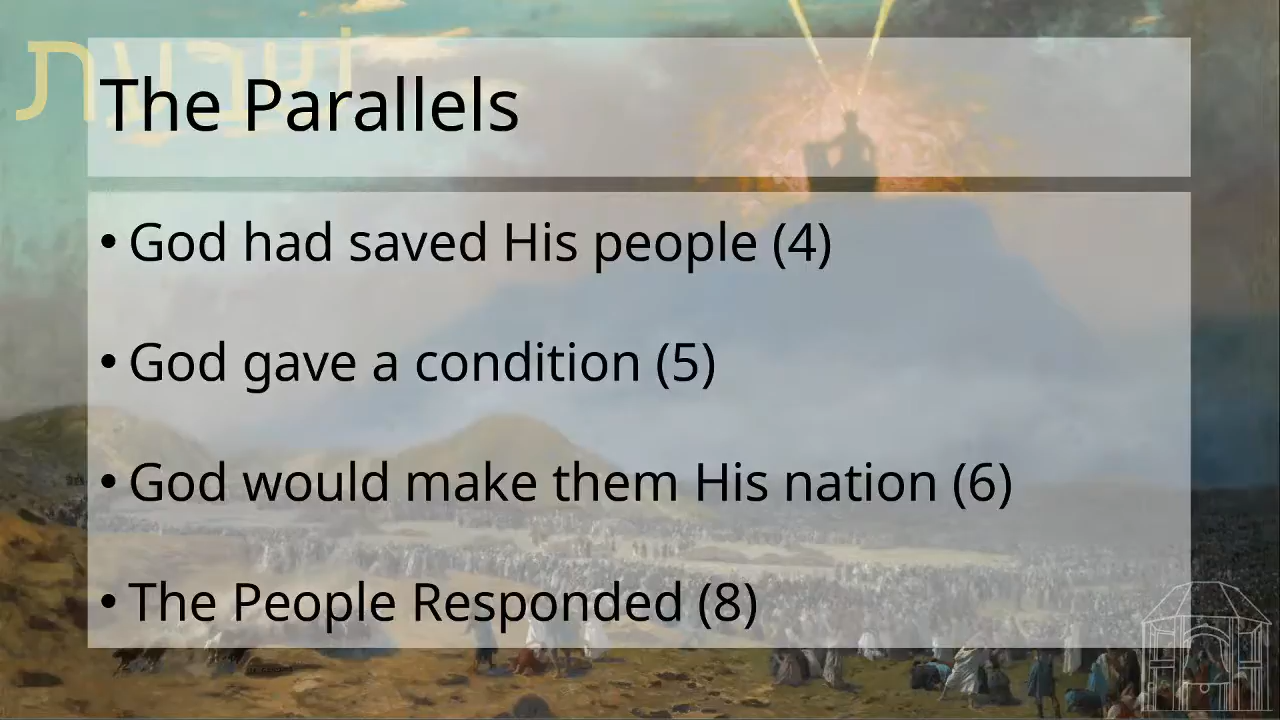 שבעת
The Parallels
• God had saved His people (4)
• God gave a condition (5)
• God would make them His nation (6)
• The People Responded (8)